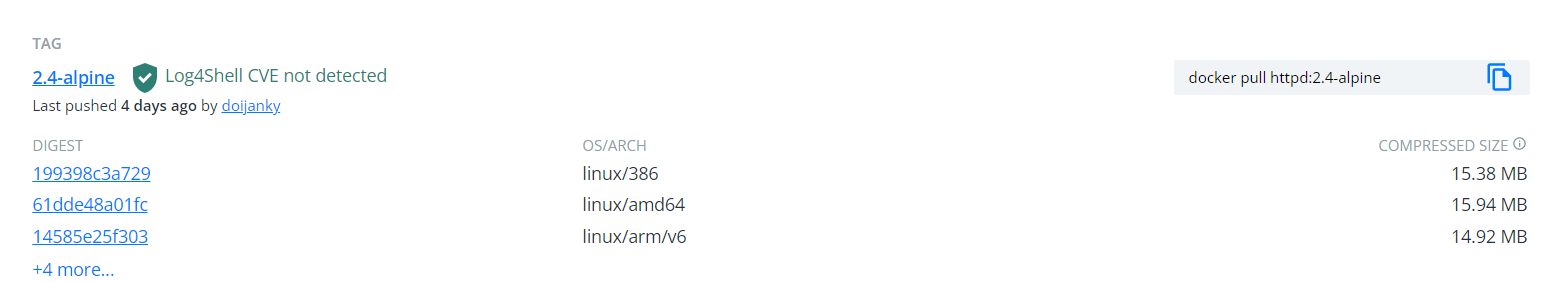 TAG
2.4-alpine Log4Shell CVE not detected
docker pull httpd:2.4-alpine
Last pushed 4 days ago by doijanky
DIGEST OS/ARCH COMPRESSED SIZE
199398c3a729 linux/386 15.38 MB
61dde48a01fc linux/amd64 15.94 MB
14585e25f303 linux/arm/v6 14.92 MB
+4 more...